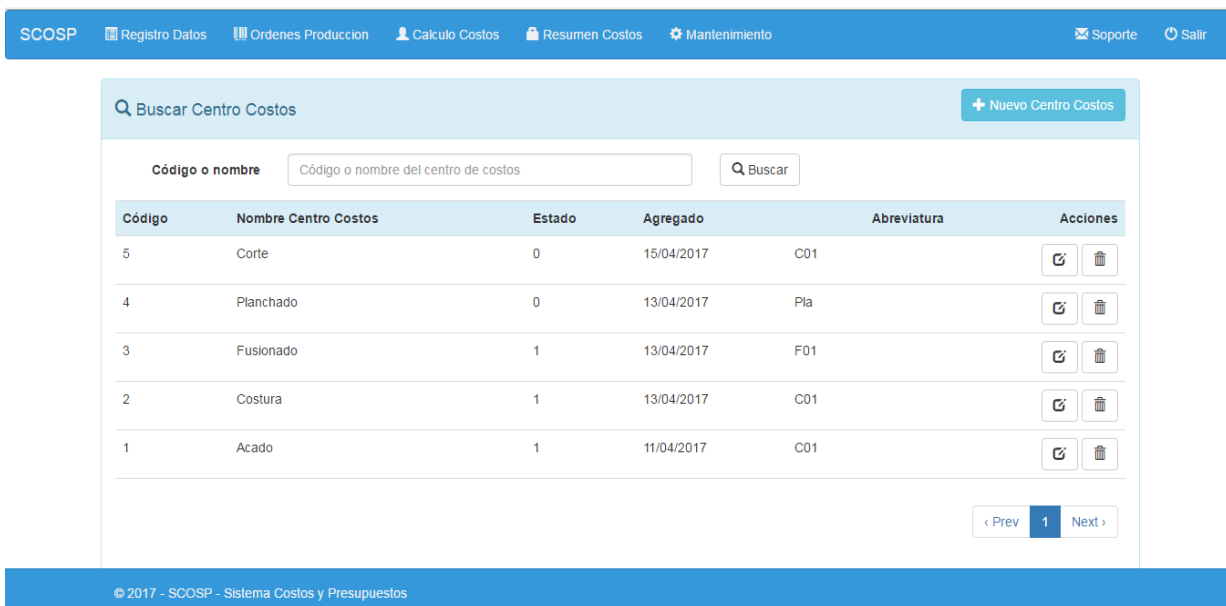 SCOSP Registro Datos Ordenes Produccion Calculo Costos Resumen Costos Mantenimiento Soporte Salir
Buscar Centro Costos + Nuevo Centro Costos
Código o nombre Código o nombre del centro de costos Buscar
Código Nombre Centro Costos Estado Agregado Abreviatura Acciones
5 Corte 0 15/04/2017 C01
4 Planchado 0 13/04/2017 Pla
3 Fusionado 1 13/04/2017 F01
2 Costura 1 13/04/2017 C01
1 Acado 1 11/04/2017 C01
‹ Prev 1 Next ›
© 2017 - SCOSP - Sistema Costos y Presupuestos